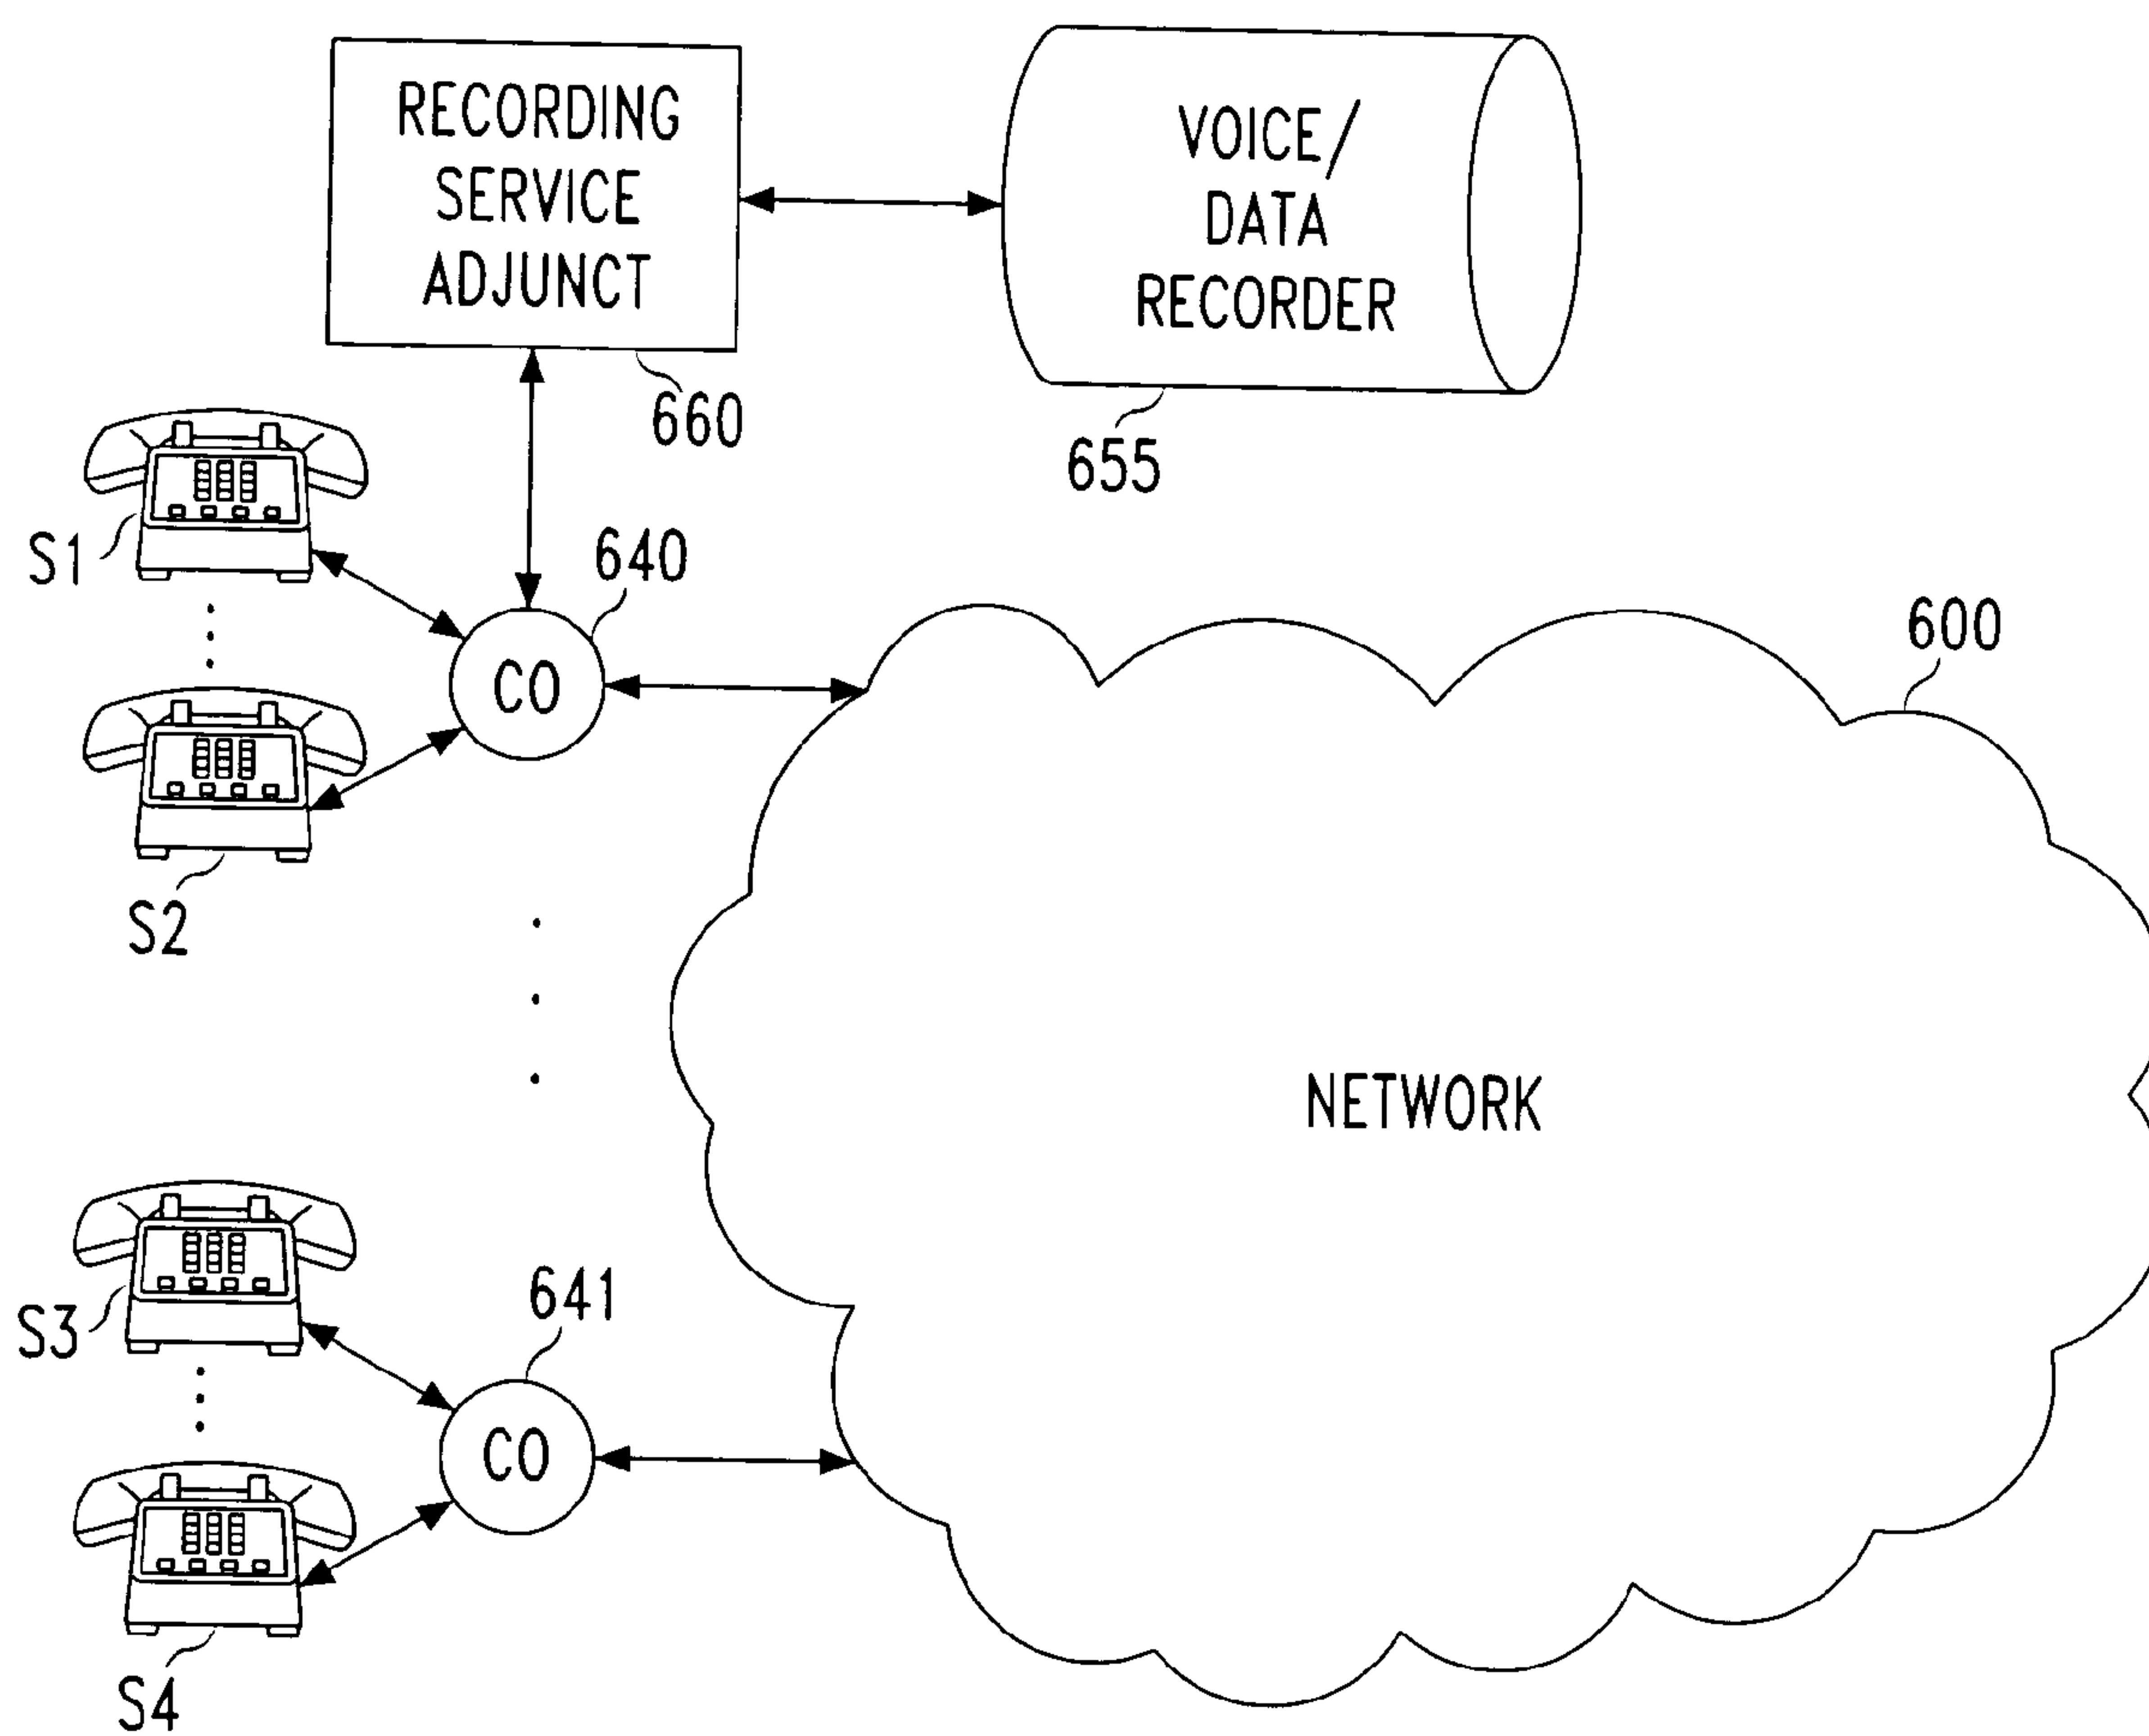 RECORDING
SERVICE
ADJUNCT
VOICE/
DATA
RECORDER
660
655
S1
640
CO
600
S2
NETWORK
S3
641
CO
S4